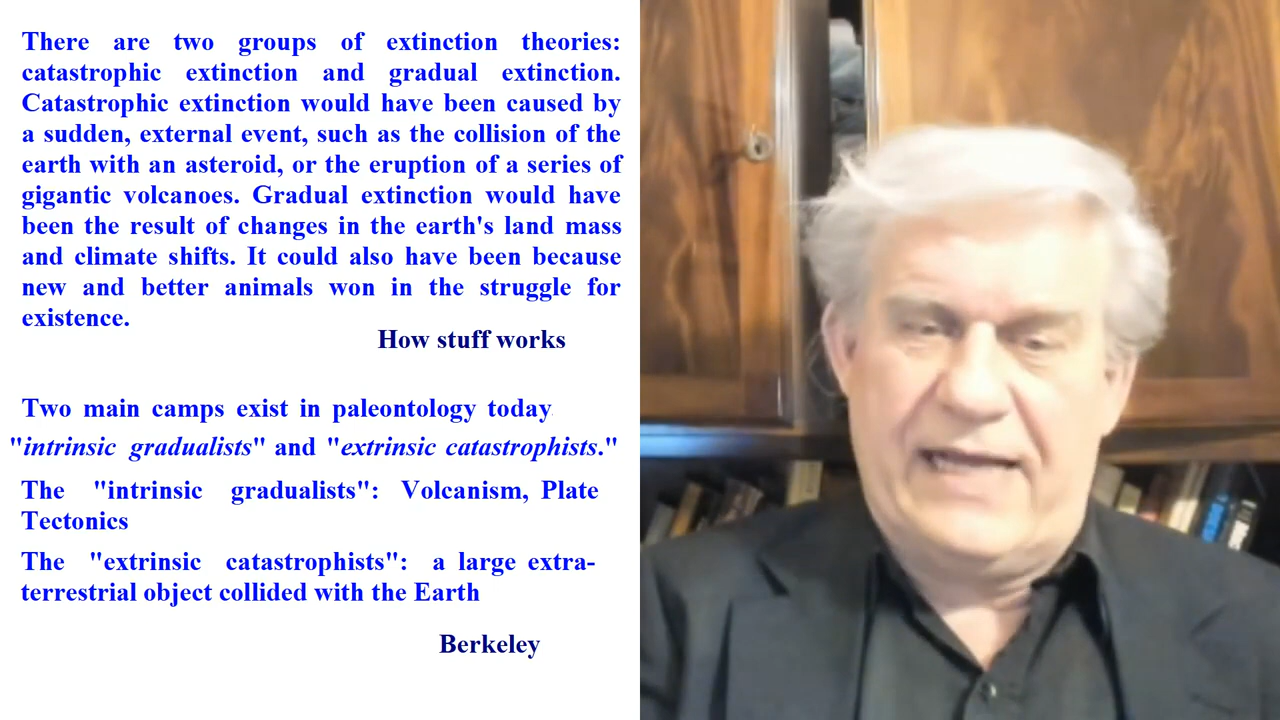 There are two groups of extinction theories:
catastrophic extinction and gradual extinction.
Catastrophic extinction would have been caused by
a sudden, external event, such as the collision of the
earth with an asteroid, or the eruption of a series of
gigantic volcanoes. Gradual extinction would have
been the result of changes in the earth's land mass
and climate shifts. It could also have been because
new and better animals won in the struggle for
existence.
How stuff works
Two main camps exist in paleontology today
"intrinsic gradualists" and "extrinsic catastrophists."
The "intrinsic gradualists": Volcanism, Plate
Tectonics
The "extrinsic catastrophists": a large extra-
terrestrial object collided with the Earth
Berkeley